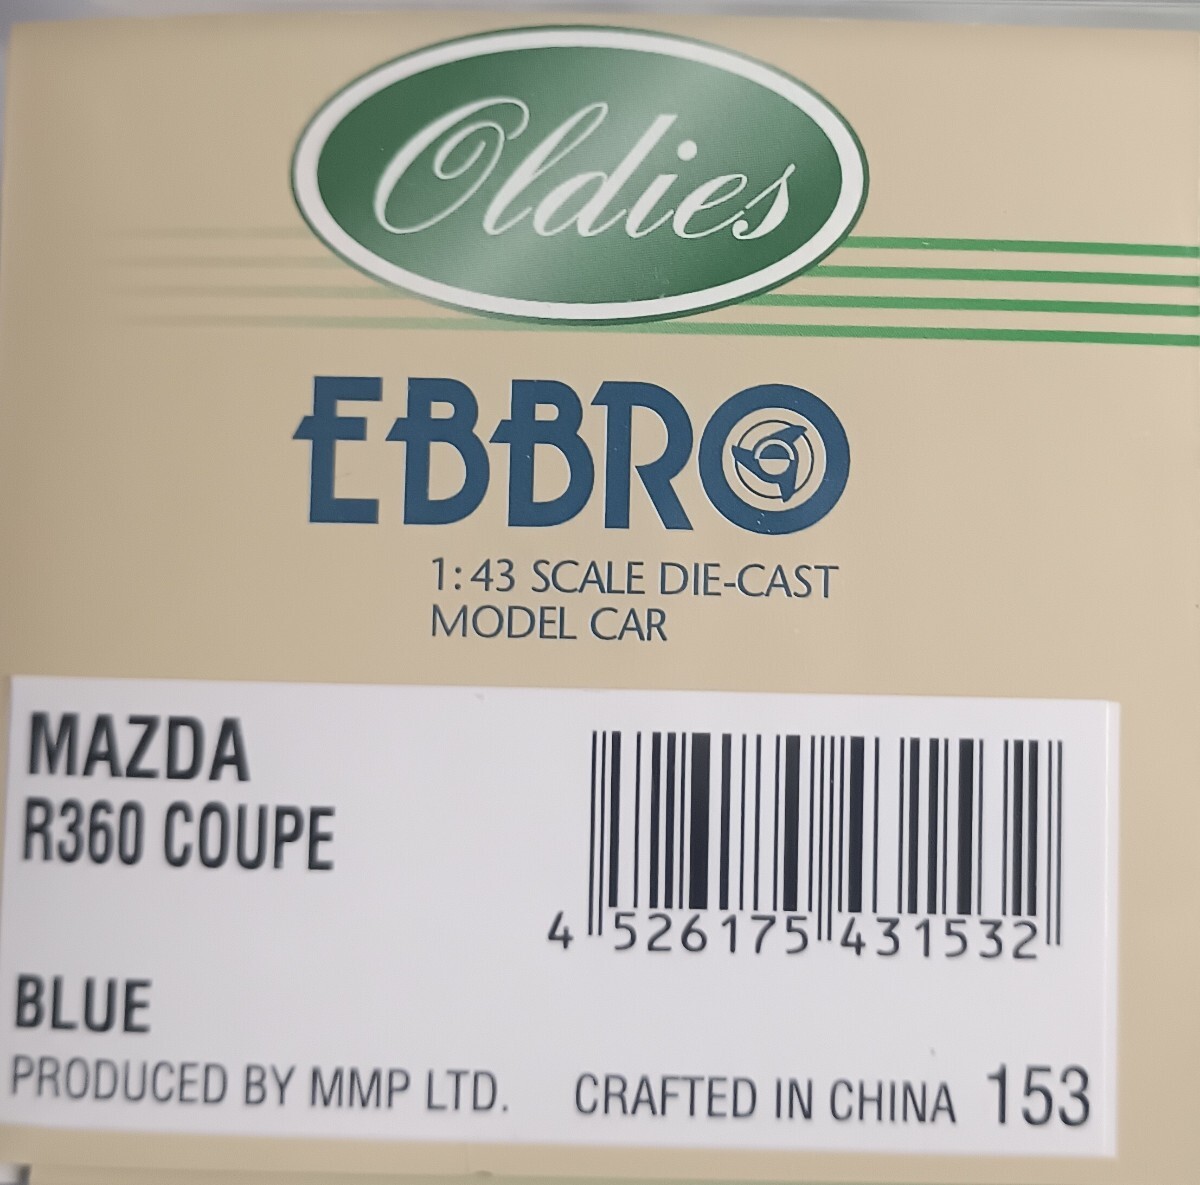 Oldies
EBBRO
1:43 SCALE DIE-CAST
MODEL CAR
MAZDA
R360 COUPE
4 526175 431532
BLUE
PRODUCED BY MMP LTD. CRAFTED IN CHINA 153